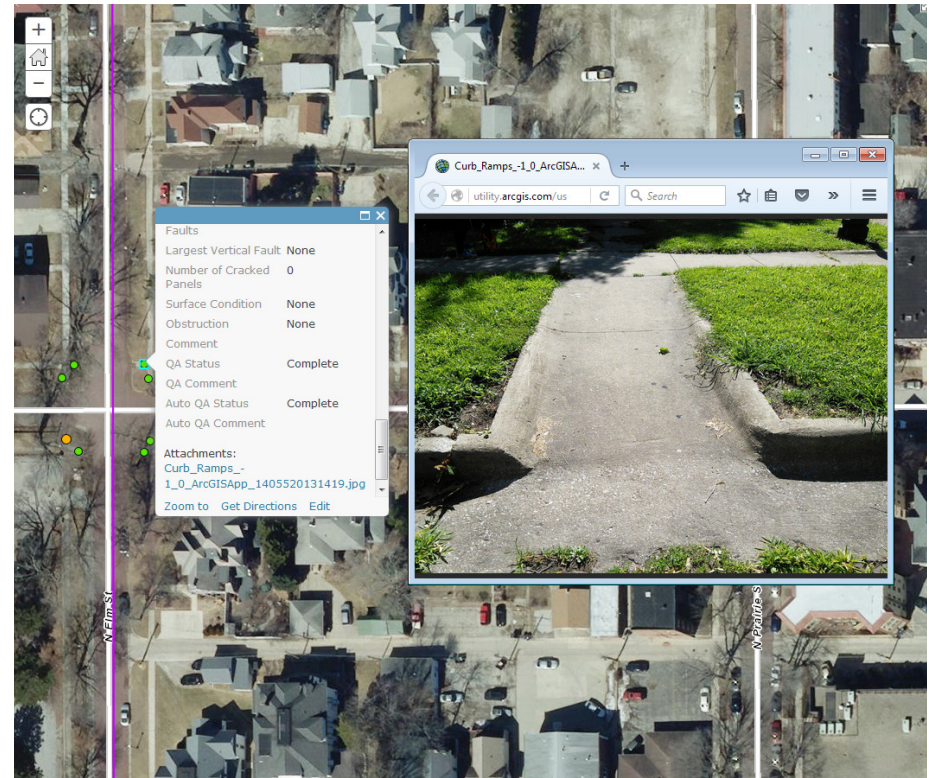 Curb_Ramps_-1_0_ArcGISA...
utility.arcgis.com/us
Search
Faults
Largest Vertical Fault None
Number of Cracked 0
Panels
Surface Condition None
Obstruction None
Comment
QA Status Complete
QA Comment
Auto QA Status Complete
Auto QA Comment
Attachments:
Curb_Ramps_-
1_0_ArcGISApp_1405520131419.jpg
Zoom to Get Directions Edit
N Elm St
N Prairie S